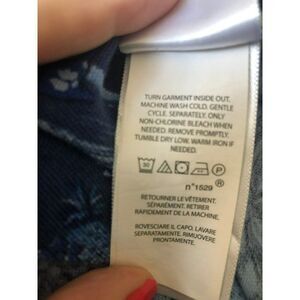 TURN GARMENT INSIDE OUT,
MACHINE WASH COLD, GENTLE
CYCLE, SEPARATELY. ONLY
NON-CHLORINE BLEACH WHEN
NEEDED. REMOVE PROMPTLY,
TUMBLE DRY LOW. WARM IRON IF
NEEDED.
30 P
n°1529 ®
RETOURNER LE VÊTEMENT.
SÉPARÉMENT. RETIRER
RAPIDEMENT DE LA MACHINE.
ROVESCIARE IL CAPO. LAVARE
SEPARATAMENTE. RIMUOVERE
PRONTAMENTE.